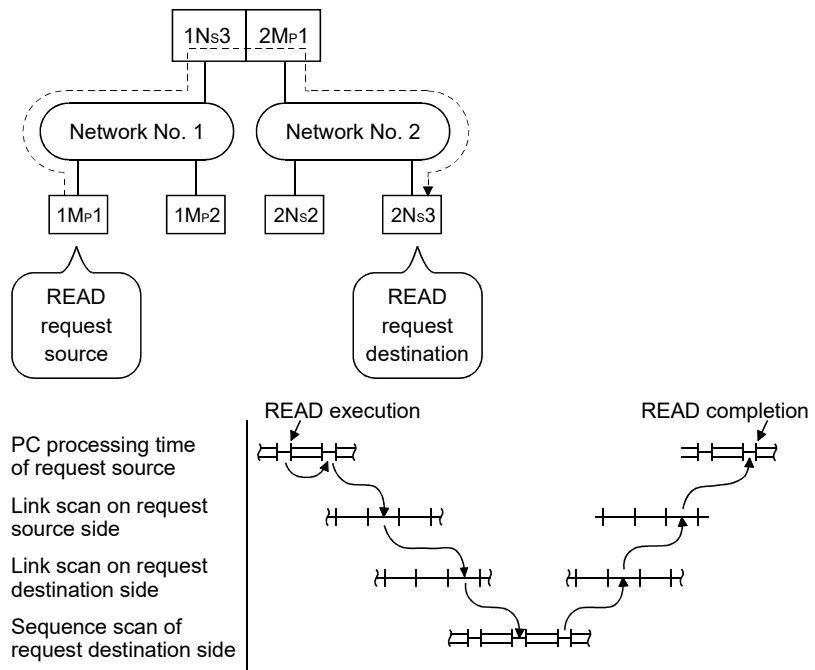 1Ns3 2MP1
Network No. 1 Network No. 2
1MP1 1MP2 2Ns2 2Ns3
READ
request
source
READ
request
destination
READ execution READ completion
PC processing time
of request source
Link scan on request
source side
Link scan on request
destination side
Sequence scan of
request destination side